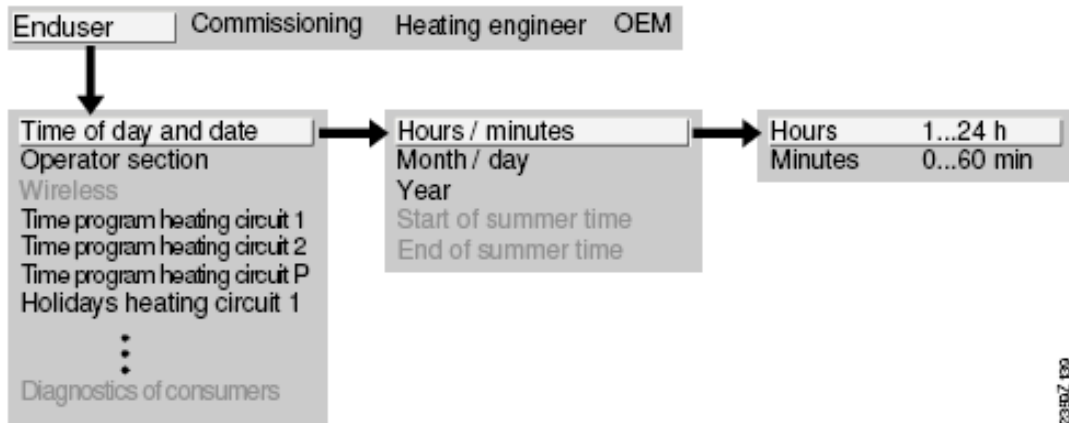 Enduser Commissioning Heating engineer OEM
Time of day and date
Operator section
Wireless
Time program heating circuit 1
Time program heating circuit 2
Time program heating circuit P
Holidays heating circuit 1
Diagnostics of consumers
Hours / minutes
Month / day
Year
Start of summer time
End of summer time
Hours 1...24 h
Minutes 0...60 min